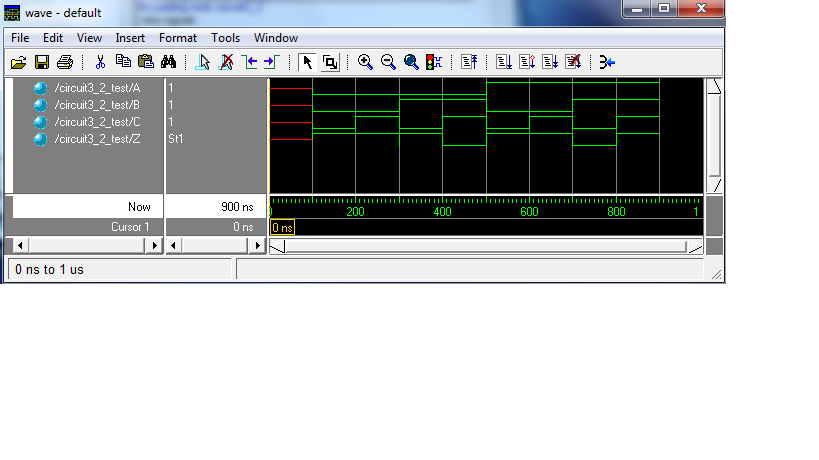 wave - default
File Edit View Insert Format Tools Window
/circuit3_2_test/A 1
/circuit3_2_test/B 1
/circuit3_2_test/C 1
/circuit3_2_test/Z St1
Now 900 ns 200 400 600 800 1
Cursor 1 0 ns 0 ns
0 ns to 1 us